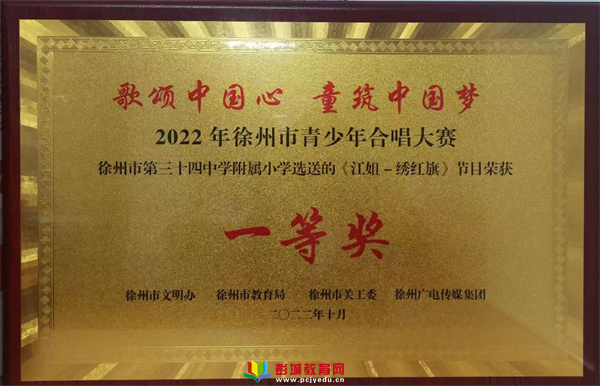 歌颂中国心 童筑中国梦
2022年徐州市青少年合唱大赛
徐州市第三十四中学附属小学选送的《江姐-绣红旗》节目荣获
一等奖
徐州市文明办 徐州市教育局 徐州市关工委 徐州广电传媒集团
二〇二二年十月
彭城教育网
www.pcjyedu.cn